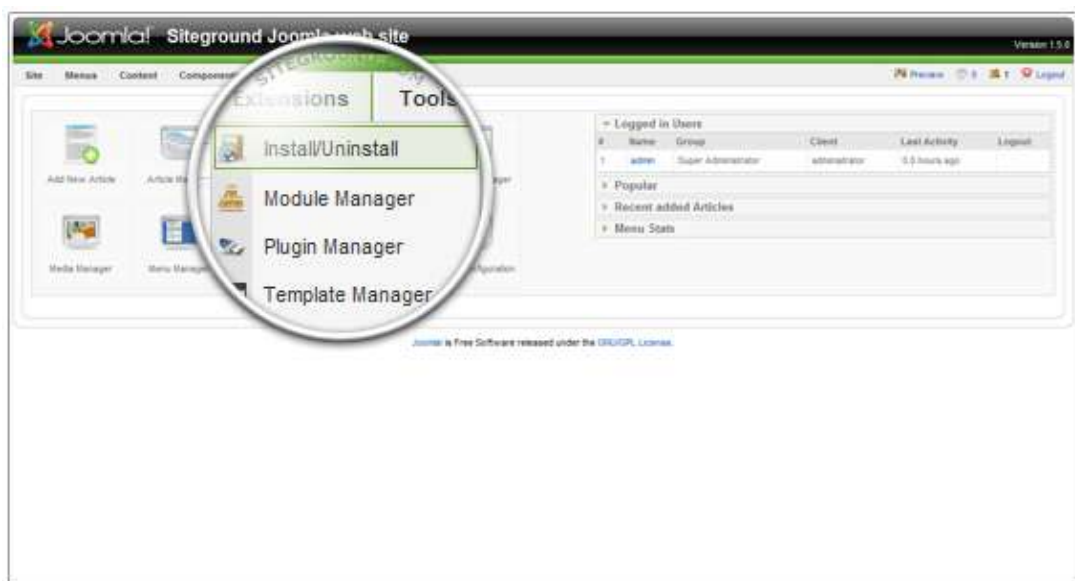 Joomla! Siteground Joomla web site
Version 1.5.6
Site Menus Content Components
Preview 0 1 Logout
SITEGROUND
Extensions Tools
Install/Uninstall
Module Manager
Plugin Manager
Template Manager
Add New Article
Media Manager
Menu Manager
Logged in Users
# Name Group Client Last Activity Logout
1 admin Super Administrator administrator 0.0 hours ago
Popular
Recent added Articles
Menu Stats
Joomla! is Free Software released under the GNU/GPL License.